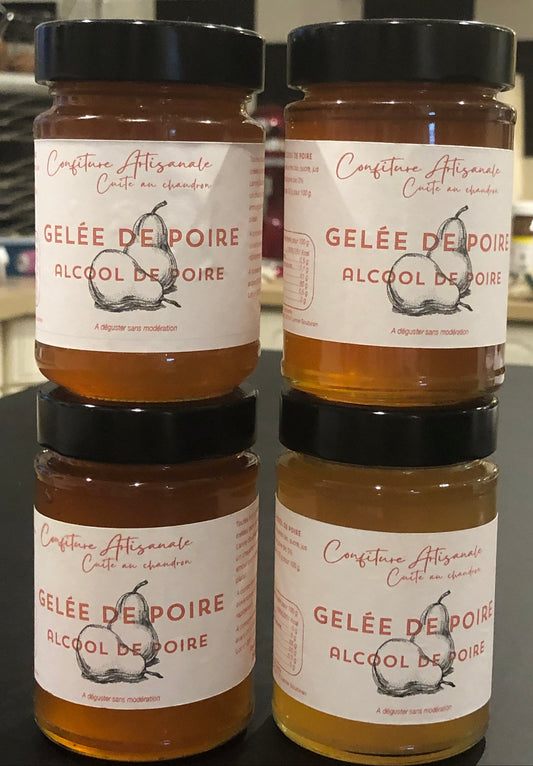 Confiture Artisanale
Cuite au chaudron
GELÉE DE POIRE
ALCOOL DE POIRE
A déguster sans modération
Confiture Artisanale
Cuite au chaudron
GELÉE DE POIRE
ALCOOL DE POIRE
A déguster sans modération
Confiture Artisanale
Cuite au chaudron
GELÉE DE POIRE
ALCOOL DE POIRE
A déguster sans modération
Confiture Artisanale
Cuite au chaudron
GELÉE DE POIRE
ALCOOL DE POIRE
A déguster sans modération